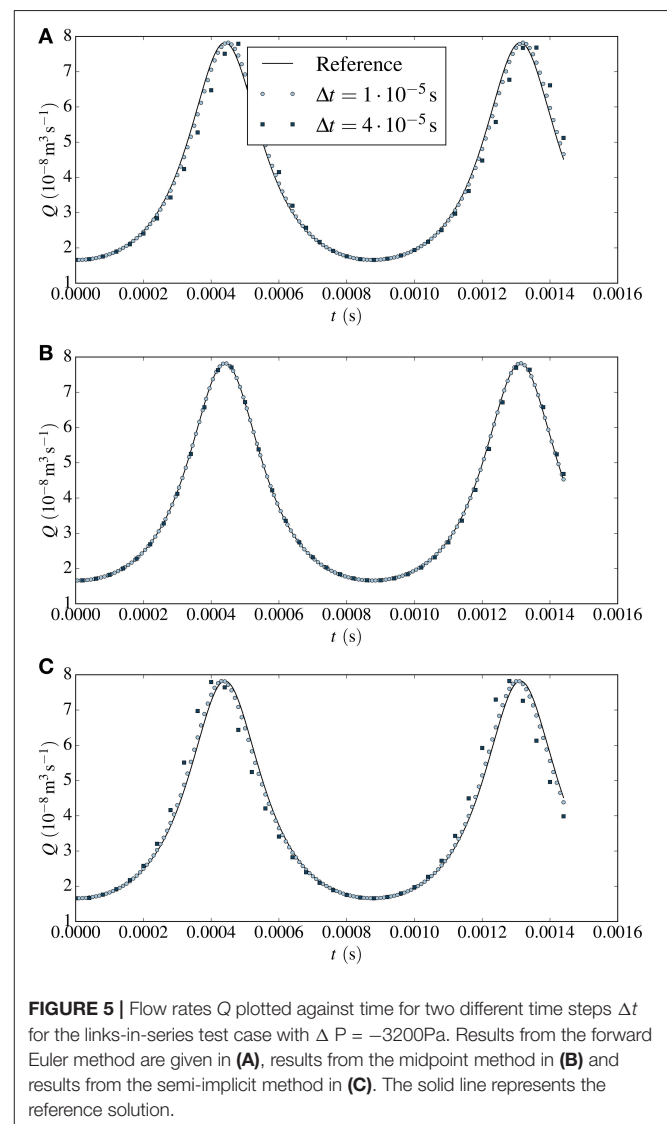 A
8
7
6
5
4
3
2
1
Q (10⁻⁸ m³ s⁻¹)
Reference
Δt = 1 · 10⁻⁵ s
Δt = 4 · 10⁻⁵ s
0.0000 0.0002 0.0004 0.0006 0.0008 0.0010 0.0012 0.0014 0.0016
t (s)
B
8
7
6
5
4
3
2
1
Q (10⁻⁸ m³ s⁻¹)
0.0000 0.0002 0.0004 0.0006 0.0008 0.0010 0.0012 0.0014 0.0016
t (s)
C
8
7
6
5
4
3
2
1
Q (10⁻⁸ m³ s⁻¹)
0.0000 0.0002 0.0004 0.0006 0.0008 0.0010 0.0012 0.0014 0.0016
t (s)
FIGURE 5 | Flow rates Q plotted against time for two different time steps Δt
for the links-in-series test case with Δ P = −3200Pa. Results from the forward
Euler method are given in (A), results from the midpoint method in (B) and
results from the semi-implicit method in (C). The solid line represents the
reference solution.